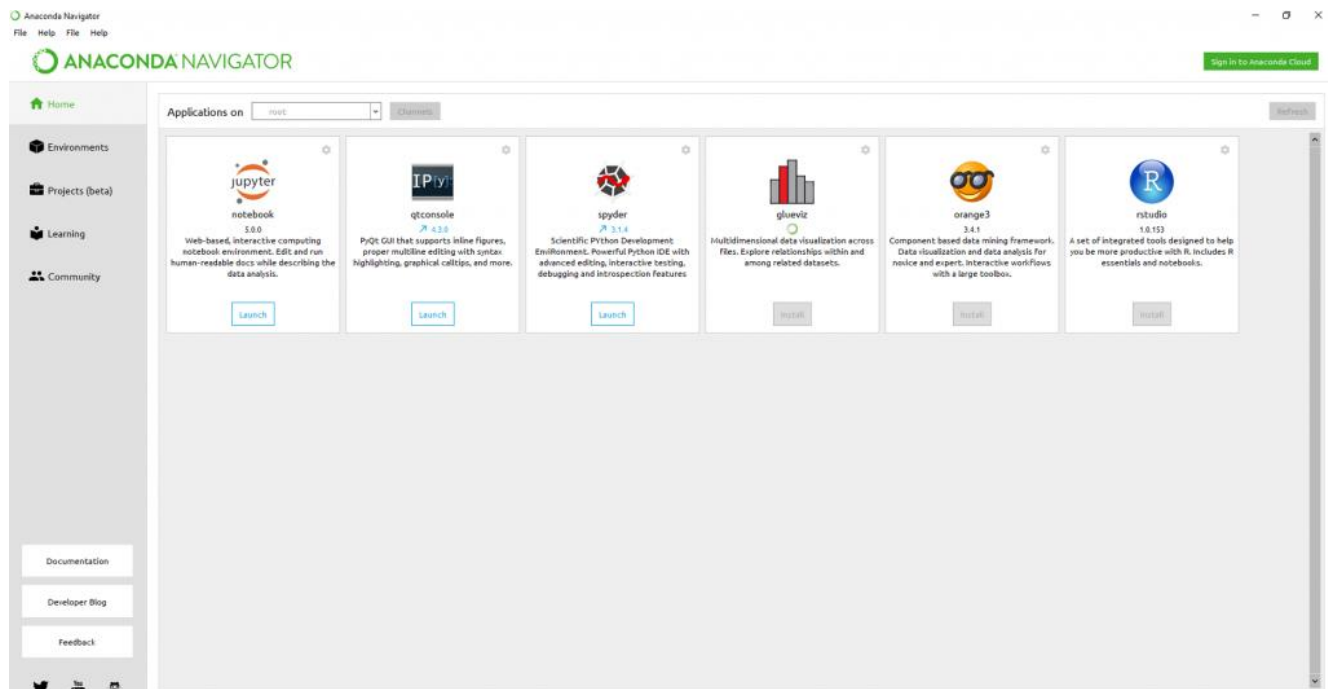 Anaconda Navigator
File Help File Help
ANACONDA NAVIGATOR
Sign in to Anaconda Cloud
Home
Environments
Projects (beta)
Learning
Community
Documentation
Developer Blog
Feedback
Applications on root Channels
Refresh
jupyter
notebook
5.0.0
Web-based, interactive computing
notebook environment. Edit and run
human-readable docs while describing the
data analysis.
Launch
IP[y]:
qtconsole
4.3.0
PyQt GUI that supports inline figures,
proper multiline editing with syntax
highlighting, graphical calltips, and more.
Launch
spyder
3.1.4
Scientific PYthon Development
EnviRonment. Powerful Python IDE with
advanced editing, interactive testing,
debugging and introspection features
Launch
glueviz
Multidimensional data visualization across
files. Explore relationships within and
among related datasets.
Install
orange3
3.4.1
Component based data mining framework.
Data visualization and data analysis for
novice and expert. Interactive workflows
with a large toolbox.
Install
R
rstudio
1.0.153
A set of integrated tools designed to help
you be more productive with R. Includes R
essentials and notebooks.
Install
You